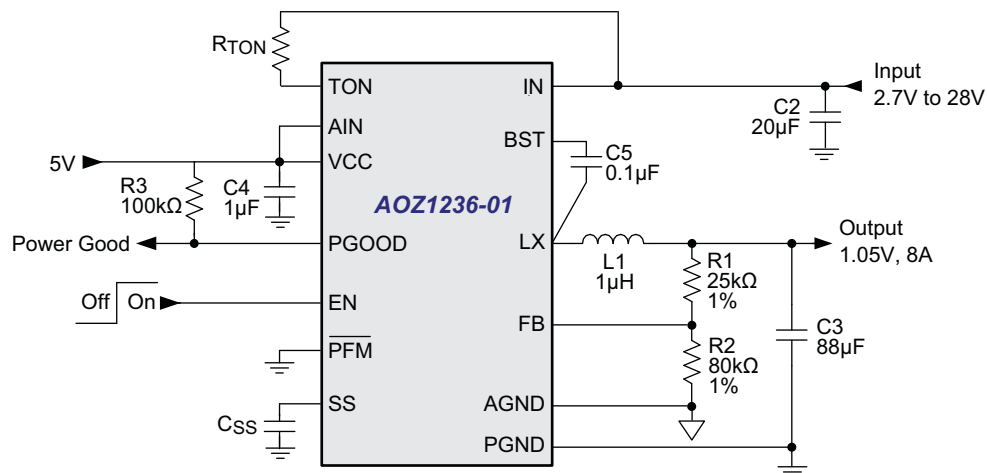 R_TON
TON
AIN
VCC
PGOOD
EN
PFM
SS
IN
BST
LX
FB
AGND
PGND
AOZ1236-01
5V
R3
100kΩ
C4
1µF
Power Good
Off
On
C_SS
Input
2.7V to 28V
C2
20µF
C5
0.1µF
L1
1µH
Output
1.05V, 8A
R1
25kΩ
1%
R2
80kΩ
1%
C3
88µF